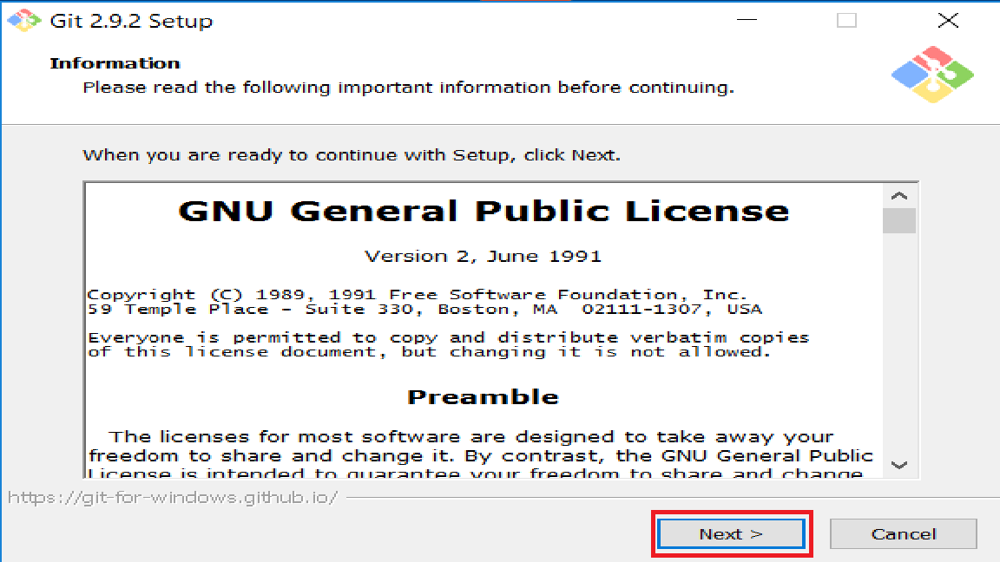 Git 2.9.2 Setup
Information
Please read the following important information before continuing.
When you are ready to continue with Setup, click Next.
GNU General Public License
Version 2, June 1991
Copyright (C) 1989, 1991 Free Software Foundation, Inc.
59 Temple Place - Suite 330, Boston, MA  02111-1307, USA
Everyone is permitted to copy and distribute verbatim copies
of this license document, but changing it is not allowed.
Preamble
The licenses for most software are designed to take away your
freedom to share and change it. By contrast, the GNU General Public
License is intended to guarantee your freedom to share and change
https://git-for-windows.github.io/
Next >
Cancel